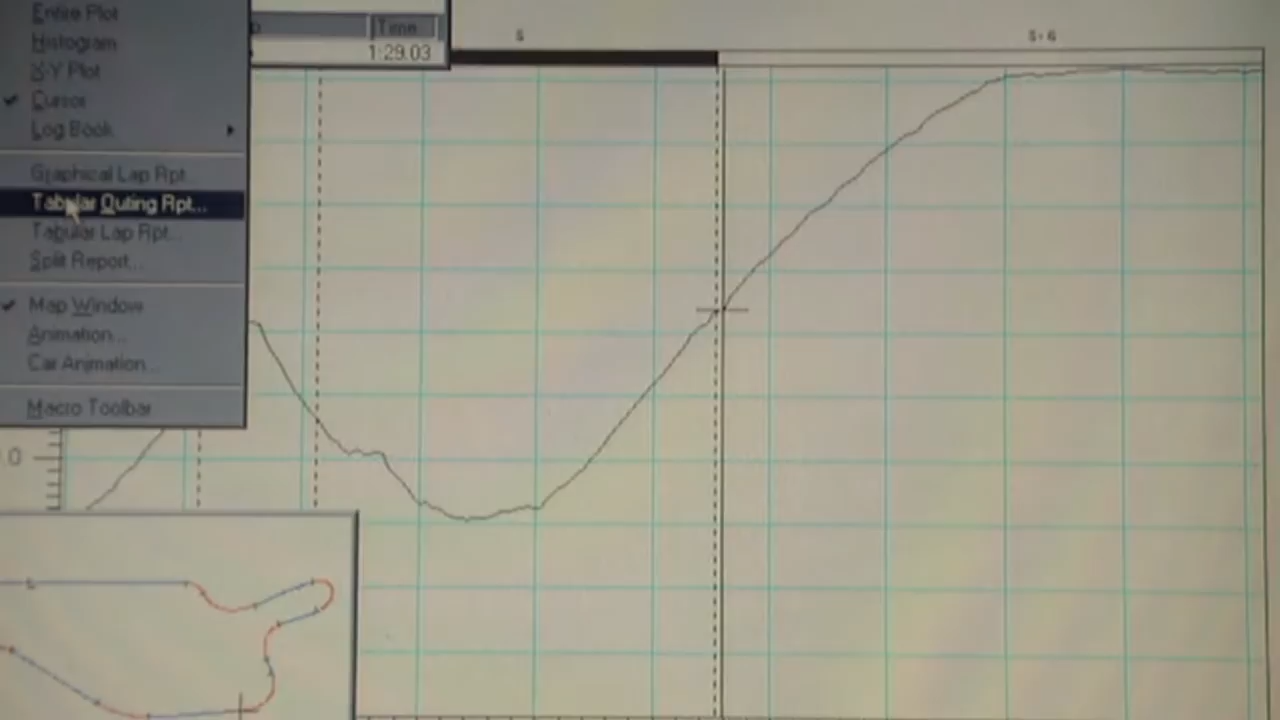 Entire Plot
Histogram
X-Y Plot
Cursor
Log Book
Graphical Lap Rpt...
Tabular Outing Rpt...
Tabular Lap Rpt...
Split Report...
Map Window
Animation...
Car Animation...
Macro Toolbar
Time
1:29.03
5
5-6
.0